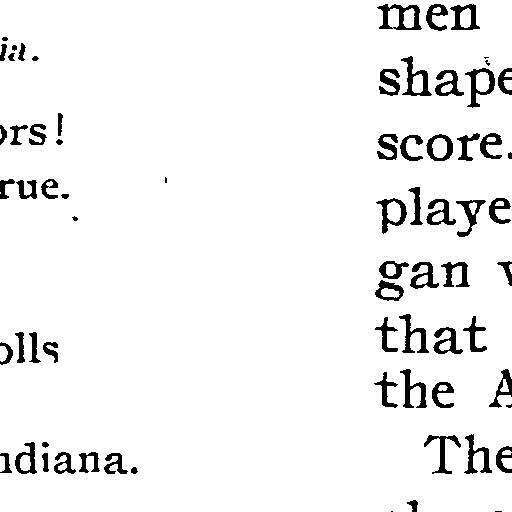 ia.
ors!
rue.
olls
ndiana.
men
shape
score.
playe
gan
that
the A
The